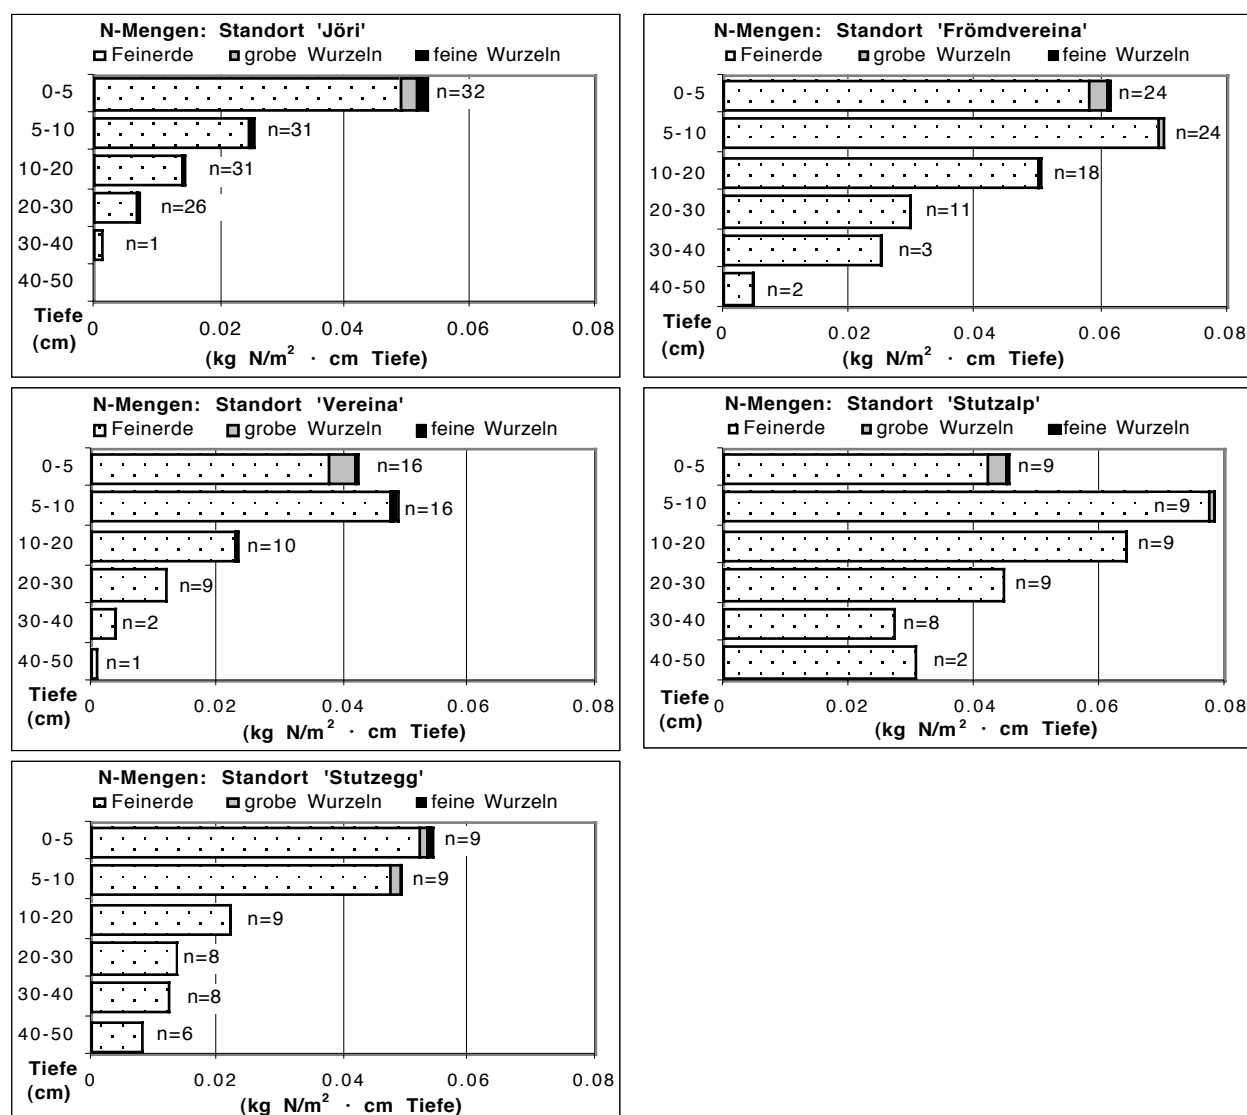 N-Mengen: Standort 'Jöri'
Feinerde grobe Wurzeln feine Wurzeln
0-5 n=32
5-10 n=31
10-20 n=31
20-30 n=26
30-40 n=1
40-50
Tiefe (cm)
0 0.02 0.04 0.06 0.08
(kg N/m² · cm Tiefe)
N-Mengen: Standort 'Frömdvereina'
Feinerde grobe Wurzeln feine Wurzeln
0-5 n=24
5-10 n=24
10-20 n=18
20-30 n=11
30-40 n=3
40-50 n=2
Tiefe (cm)
0 0.02 0.04 0.06 0.08
(kg N/m² · cm Tiefe)
N-Mengen: Standort 'Vereina'
Feinerde grobe Wurzeln feine Wurzeln
0-5 n=16
5-10 n=16
10-20 n=10
20-30 n=9
30-40 n=2
40-50 n=1
Tiefe (cm)
0 0.02 0.04 0.06 0.08
(kg N/m² · cm Tiefe)
N-Mengen: Standort 'Stutzalp'
Feinerde grobe Wurzeln feine Wurzeln
0-5 n=9
5-10 n=9
10-20 n=9
20-30 n=9
30-40 n=8
40-50 n=2
Tiefe (cm)
0 0.02 0.04 0.06 0.08
(kg N/m² · cm Tiefe)
N-Mengen: Standort 'Stutzegg'
Feinerde grobe Wurzeln feine Wurzeln
0-5 n=9
5-10 n=9
10-20 n=9
20-30 n=8
30-40 n=8
40-50 n=6
Tiefe (cm)
0 0.02 0.04 0.06 0.08
(kg N/m² · cm Tiefe)